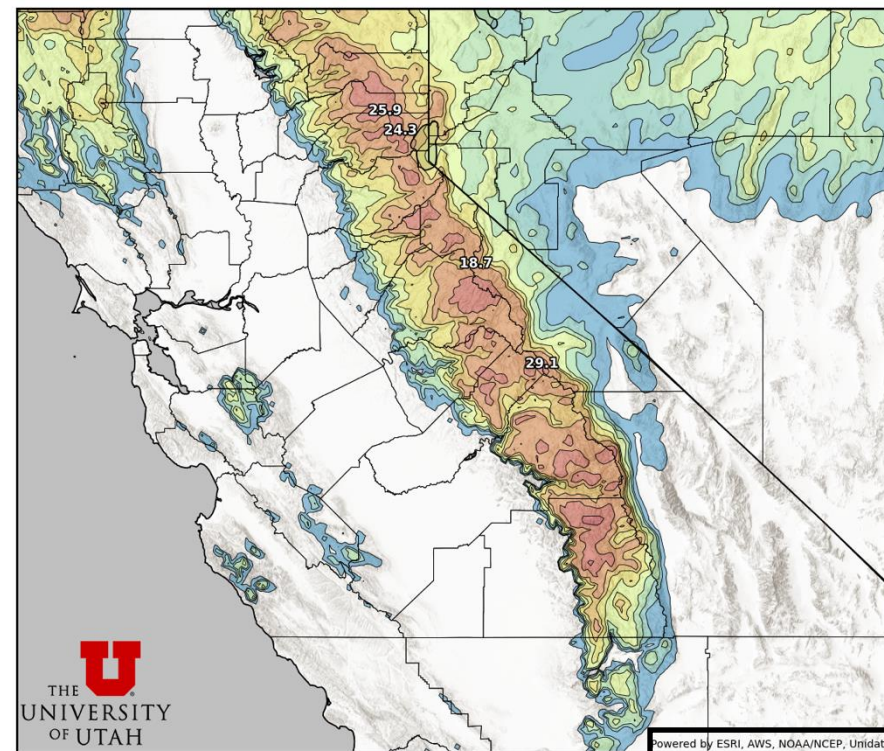 25.9
24.3
18.7
29.1
THE
UNIVERSITY
OF UTAH
Powered by ESRI, AWS, NOAA/NCEP, Unidat